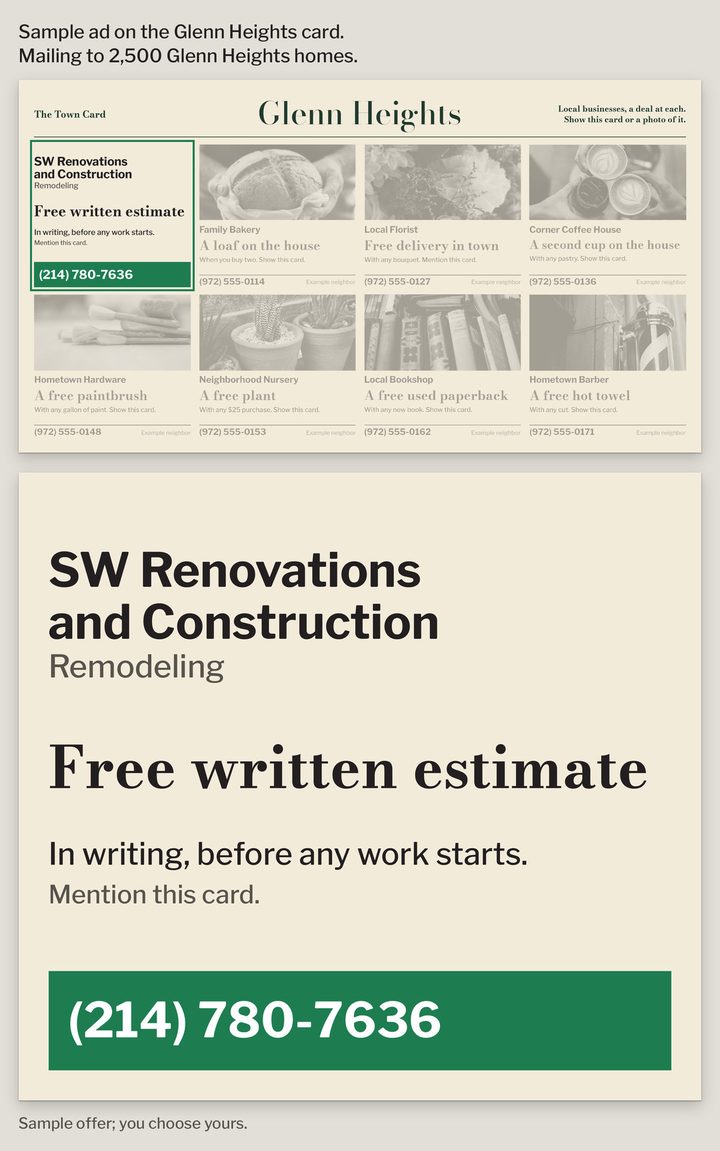 Sample ad on the Glenn Heights card.
Mailing to 2,500 Glenn Heights homes.
The Town Card
Glenn Heights
Local businesses, a deal at each.
Show this card or a photo of it.
SW Renovations
and Construction
Remodeling
Free written estimate
In writing, before any work starts.
Mention this card.
(214) 780-7636
Family Bakery
A loaf on the house
When you buy two. Show this card.
(972) 555-0114
Example neighbor
Local Florist
Free delivery in town
With any bouquet. Mention this card.
(972) 555-0127
Example neighbor
Corner Coffee House
A second cup on the house
With any pastry. Show this card.
(972) 555-0136
Example neighbor
Hometown Hardware
A free paintbrush
With any gallon of paint. Show this card.
(972) 555-0148
Example neighbor
Neighborhood Nursery
A free plant
With any $25 purchase. Show this card.
(972) 555-0153
Example neighbor
Local Bookshop
A free used paperback
With any new book. Show this card.
(972) 555-0162
Example neighbor
Hometown Barber
A free hot towel
With any cut. Show this card.
(972) 555-0171
Example neighbor
SW Renovations
and Construction
Remodeling
Free written estimate
In writing, before any work starts.
Mention this card.
(214) 780-7636
Sample offer; you choose yours.